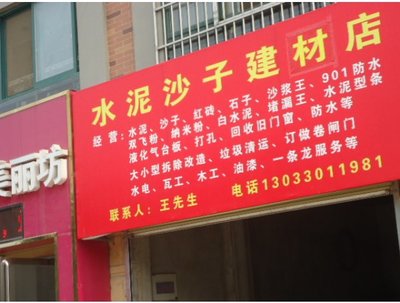 水泥沙子建材店
经营：水泥、沙子、红砖、石子、沙浆王、901防水
双飞粉、纳米粉、白水泥、堵漏王、水泥型条
液化气台板、打孔、回收旧门窗、防水等
大小型拆除改造、垃圾清运、订做卷闸门
水电、瓦工、木工、油漆、一条龙服务等
联系人：王先生 电话13033011981
美丽坊